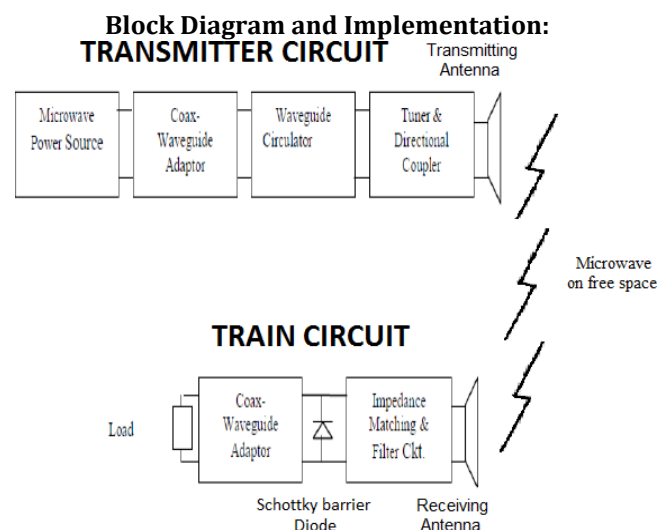 Block Diagram and Implementation:
TRANSMITTER CIRCUIT
Transmitting
Antenna
Microwave
Power Source
Coax-
Waveguide
Adaptor
Waveguide
Circulator
Tuner &
Directional
Coupler
Microwave
on free space
TRAIN CIRCUIT
Load
Coax-
Waveguide
Adaptor
Impedance
Matching &
Filter Ckt.
Schottky barrier
Diode
Receiving
Antenna